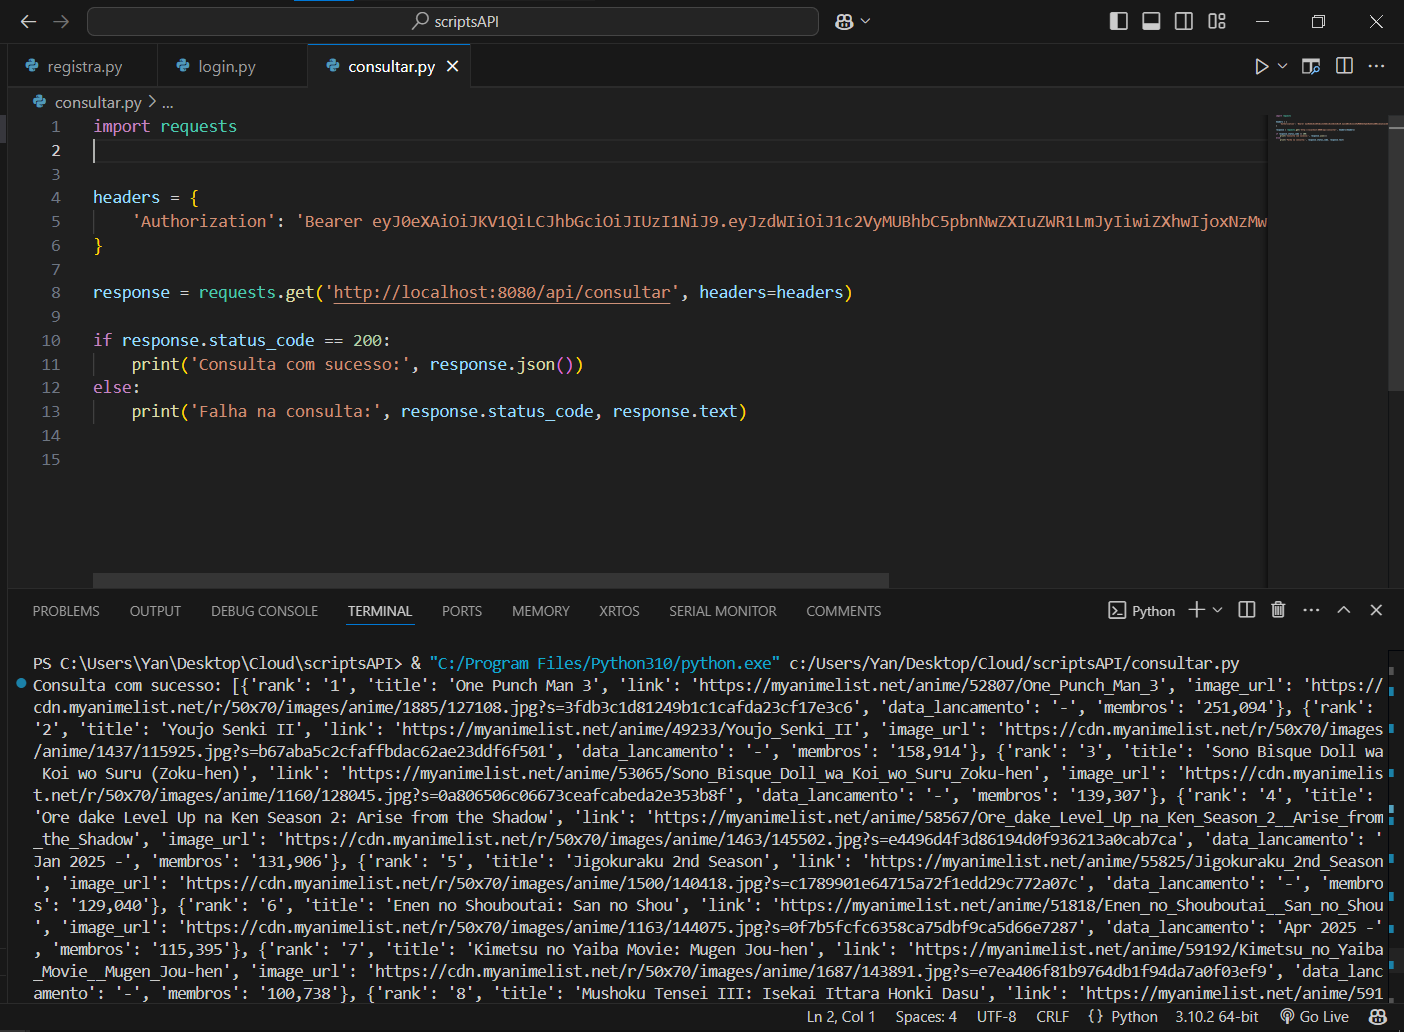 scriptsAPI
registra.py
login.py
consultar.py
consultar.py > ...
1 import requests
2
3
4 headers = {
5 'Authorization': 'Bearer eyJ0eXAiOiJKV1QiLCJhbGciOiJIUzI1NiJ9.eyJzdWIiOiJ1c2VyMUBhbC5pbnNwZXIuZWR1LmJyIiwiZXhwIjoxNzMw
6 }
7
8 response = requests.get('http://localhost:8080/api/consultar', headers=headers)
9
10 if response.status_code == 200:
11 print('Consulta com sucesso:', response.json())
12 else:
13 print('Falha na consulta:', response.status_code, response.text)
14
15
PROBLEMS OUTPUT DEBUG CONSOLE TERMINAL PORTS MEMORY XRTOS SERIAL MONITOR COMMENTS Python
PS C:\Users\Yan\Desktop\Cloud\scriptsAPI> & "C:/Program Files/Python310/python.exe" c:/Users/Yan/Desktop/Cloud/scriptsAPI/consultar.py
Consulta com sucesso: [{'rank': '1', 'title': 'One Punch Man 3', 'link': 'https://myanimelist.net/anime/52807/One_Punch_Man_3', 'image_url': 'https://
cdn.myanimelist.net/r/50x70/images/anime/1885/127108.jpg?s=3fdb3c1d81249b1c1cafda23cf17e3c6', 'data_lancamento': '-', 'membros': '251,094'}, {'rank':
'2', 'title': 'Youjo Senki II', 'link': 'https://myanimelist.net/anime/49233/Youjo_Senki_II', 'image_url': 'https://cdn.myanimelist.net/r/50x70/images
/anime/1437/115925.jpg?s=b67aba5c2cfaffbdac62ae23ddf6f501', 'data_lancamento': '-', 'membros': '158,914'}, {'rank': '3', 'title': 'Sono Bisque Doll wa
Koi wo Suru (Zoku-hen)', 'link': 'https://myanimelist.net/anime/53065/Sono_Bisque_Doll_wa_Koi_wo_Suru_Zoku-hen', 'image_url': 'https://cdn.myanimelis
t.net/r/50x70/images/anime/1160/128045.jpg?s=0a806506c06673ceafcabeda2e353b8f', 'data_lancamento': '-', 'membros': '139,307'}, {'rank': '4', 'title':
'Ore dake Level Up na Ken Season 2: Arise from the Shadow', 'link': 'https://myanimelist.net/anime/58567/Ore_dake_Level_Up_na_Ken_Season_2__Arise_from
_the_Shadow', 'image_url': 'https://cdn.myanimelist.net/r/50x70/images/anime/1463/145502.jpg?s=e4496d4f3d86194d0f936213a0cab7ca', 'data_lancamento': '
Jan 2025 -', 'membros': '131,906'}, {'rank': '5', 'title': 'Jigokuraku 2nd Season', 'link': 'https://myanimelist.net/anime/55825/Jigokuraku_2nd_Season
', 'image_url': 'https://cdn.myanimelist.net/r/50x70/images/anime/1500/140418.jpg?s=c1789901e64715a72f1edd29c772a07c', 'data_lancamento': '-', 'membro
s': '129,040'}, {'rank': '6', 'title': 'Enen no Shouboutai: San no Shou', 'link': 'https://myanimelist.net/anime/51818/Enen_no_Shouboutai__San_no_Shou
', 'image_url': 'https://cdn.myanimelist.net/r/50x70/images/anime/1163/144075.jpg?s=0f7b5fcfc6358ca75dbf9ca5d66e7287', 'data_lancamento': 'Apr 2025 -'
, 'membros': '115,395'}, {'rank': '7', 'title': 'Kimetsu no Yaiba Movie: Mugen Jou-hen', 'link': 'https://myanimelist.net/anime/59192/Kimetsu_no_Yaiba
_Movie__Mugen_Jou-hen', 'image_url': 'https://cdn.myanimelist.net/r/50x70/images/anime/1687/143891.jpg?s=e7ea406f81b9764db1f94da7a0f03ef9', 'data_lanc
amento': '-', 'membros': '100,738'}, {'rank': '8', 'title': 'Mushoku Tensei III: Isekai Ittara Honki Dasu', 'link': 'https://myanimelist.net/anime/591
Ln 2, Col 1 Spaces: 4 UTF-8 CRLF {} Python 3.10.2 64-bit Go Live